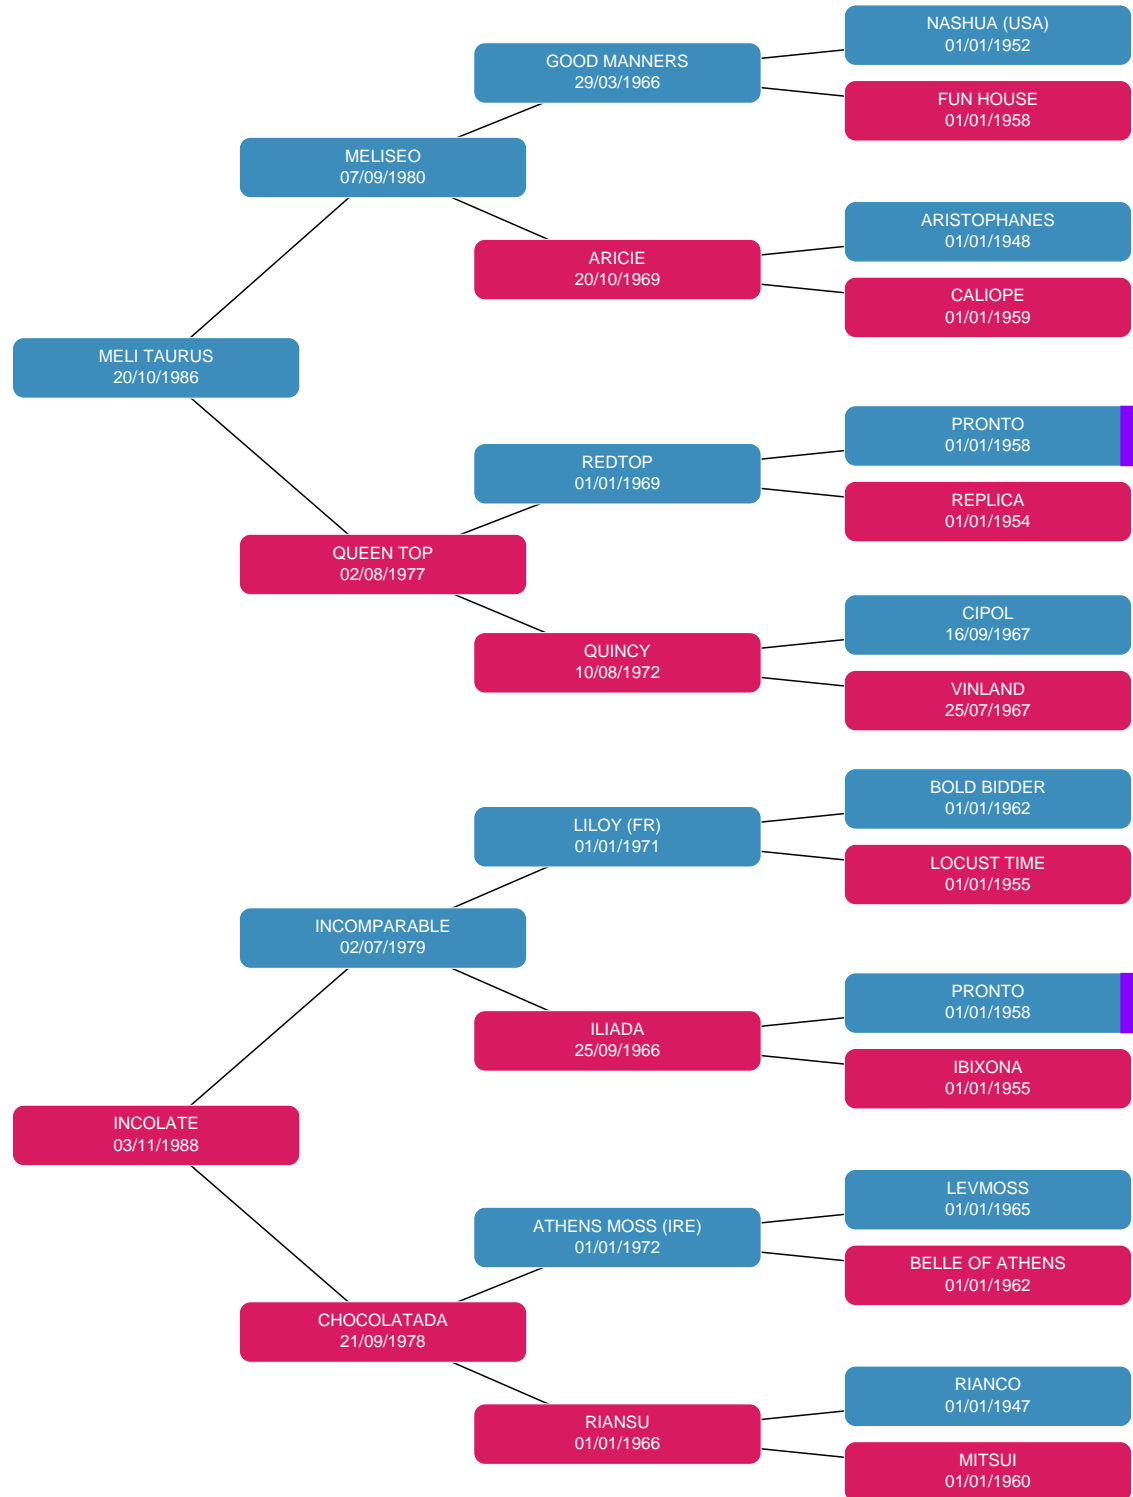 NASHUA (USA)
01/01/1952
GOOD MANNERS
29/03/1966
FUN HOUSE
01/01/1958
MELISEO
07/09/1980
ARISTOPHANES
01/01/1948
ARICIE
20/10/1969
CALIOPE
01/01/1959
MELI TAURUS
20/10/1986
PRONTO
01/01/1958
REDTOP
01/01/1969
REPLICA
01/01/1954
QUEEN TOP
02/08/1977
CIPOL
16/09/1967
QUINCY
10/08/1972
VINLAND
25/07/1967
BOLD BIDDER
01/01/1962
LILOY (FR)
01/01/1971
LOCUST TIME
01/01/1955
INCOMPARABLE
02/07/1979
PRONTO
01/01/1958
ILIADA
25/09/1966
IBIXONA
01/01/1955
INCOLATE
03/11/1988
LEVMOSS
01/01/1965
ATHENS MOSS (IRE)
01/01/1972
BELLE OF ATHENS
01/01/1962
CHOCOLATADA
21/09/1978
RIANCO
01/01/1947
RIANSU
01/01/1966
MITSUI
01/01/1960